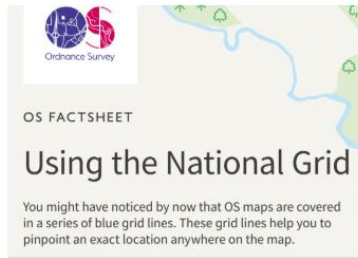 OS
Ordnance Survey
OS FACTSHEET
Using the National Grid
You might have noticed by now that OS maps are covered
in a series of blue grid lines. These grid lines help you to
pinpoint an exact location anywhere on the map.